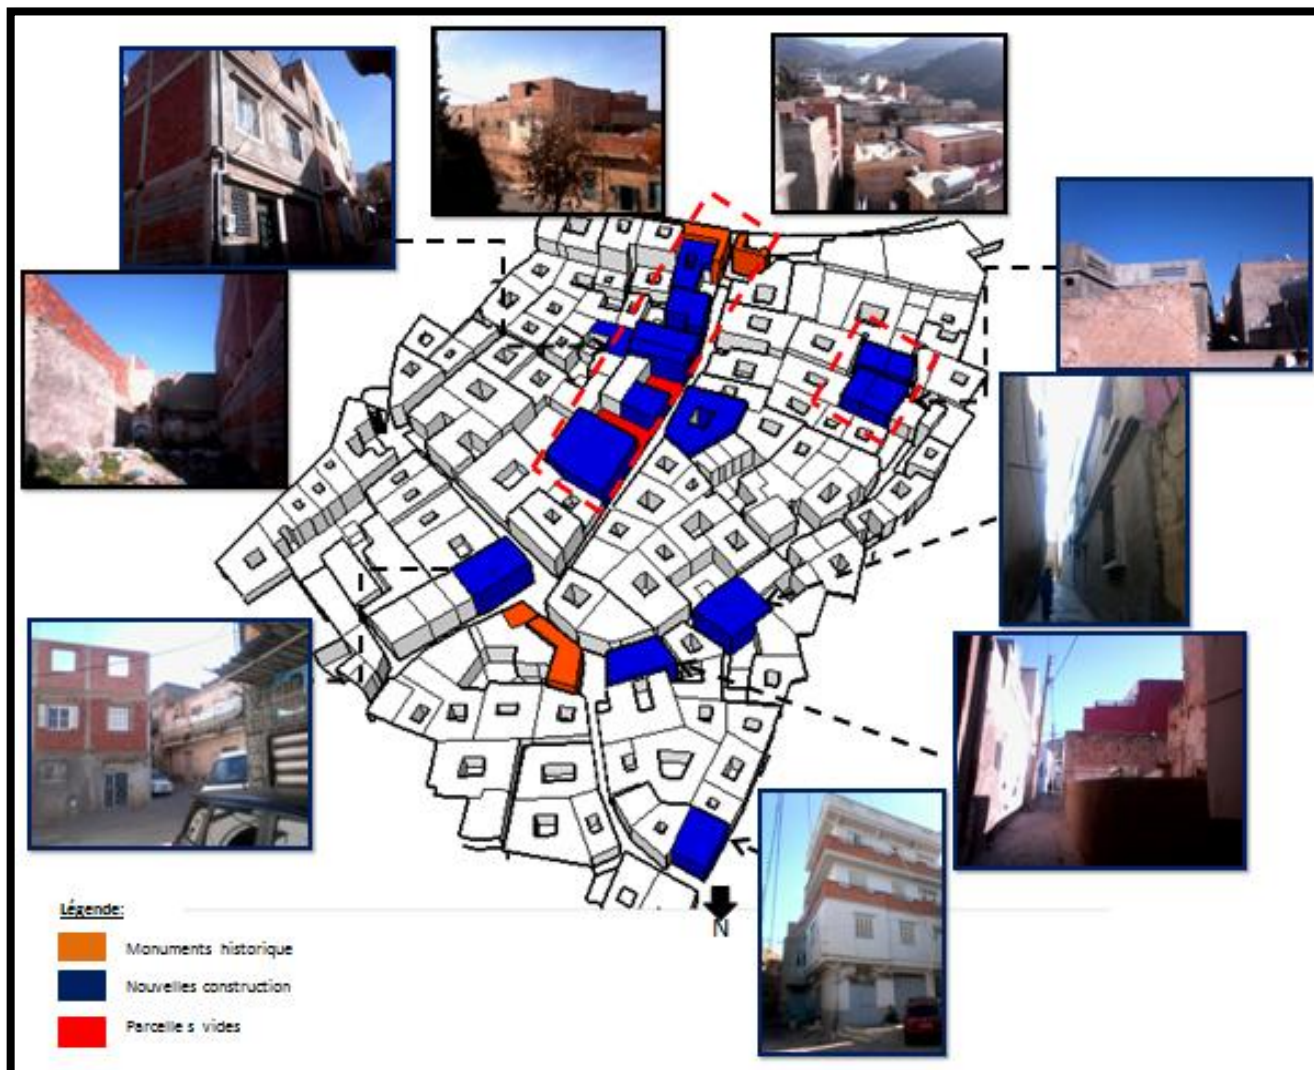 N
Légende:
Monuments historique
Nouvelles construction
Parcelle s vides